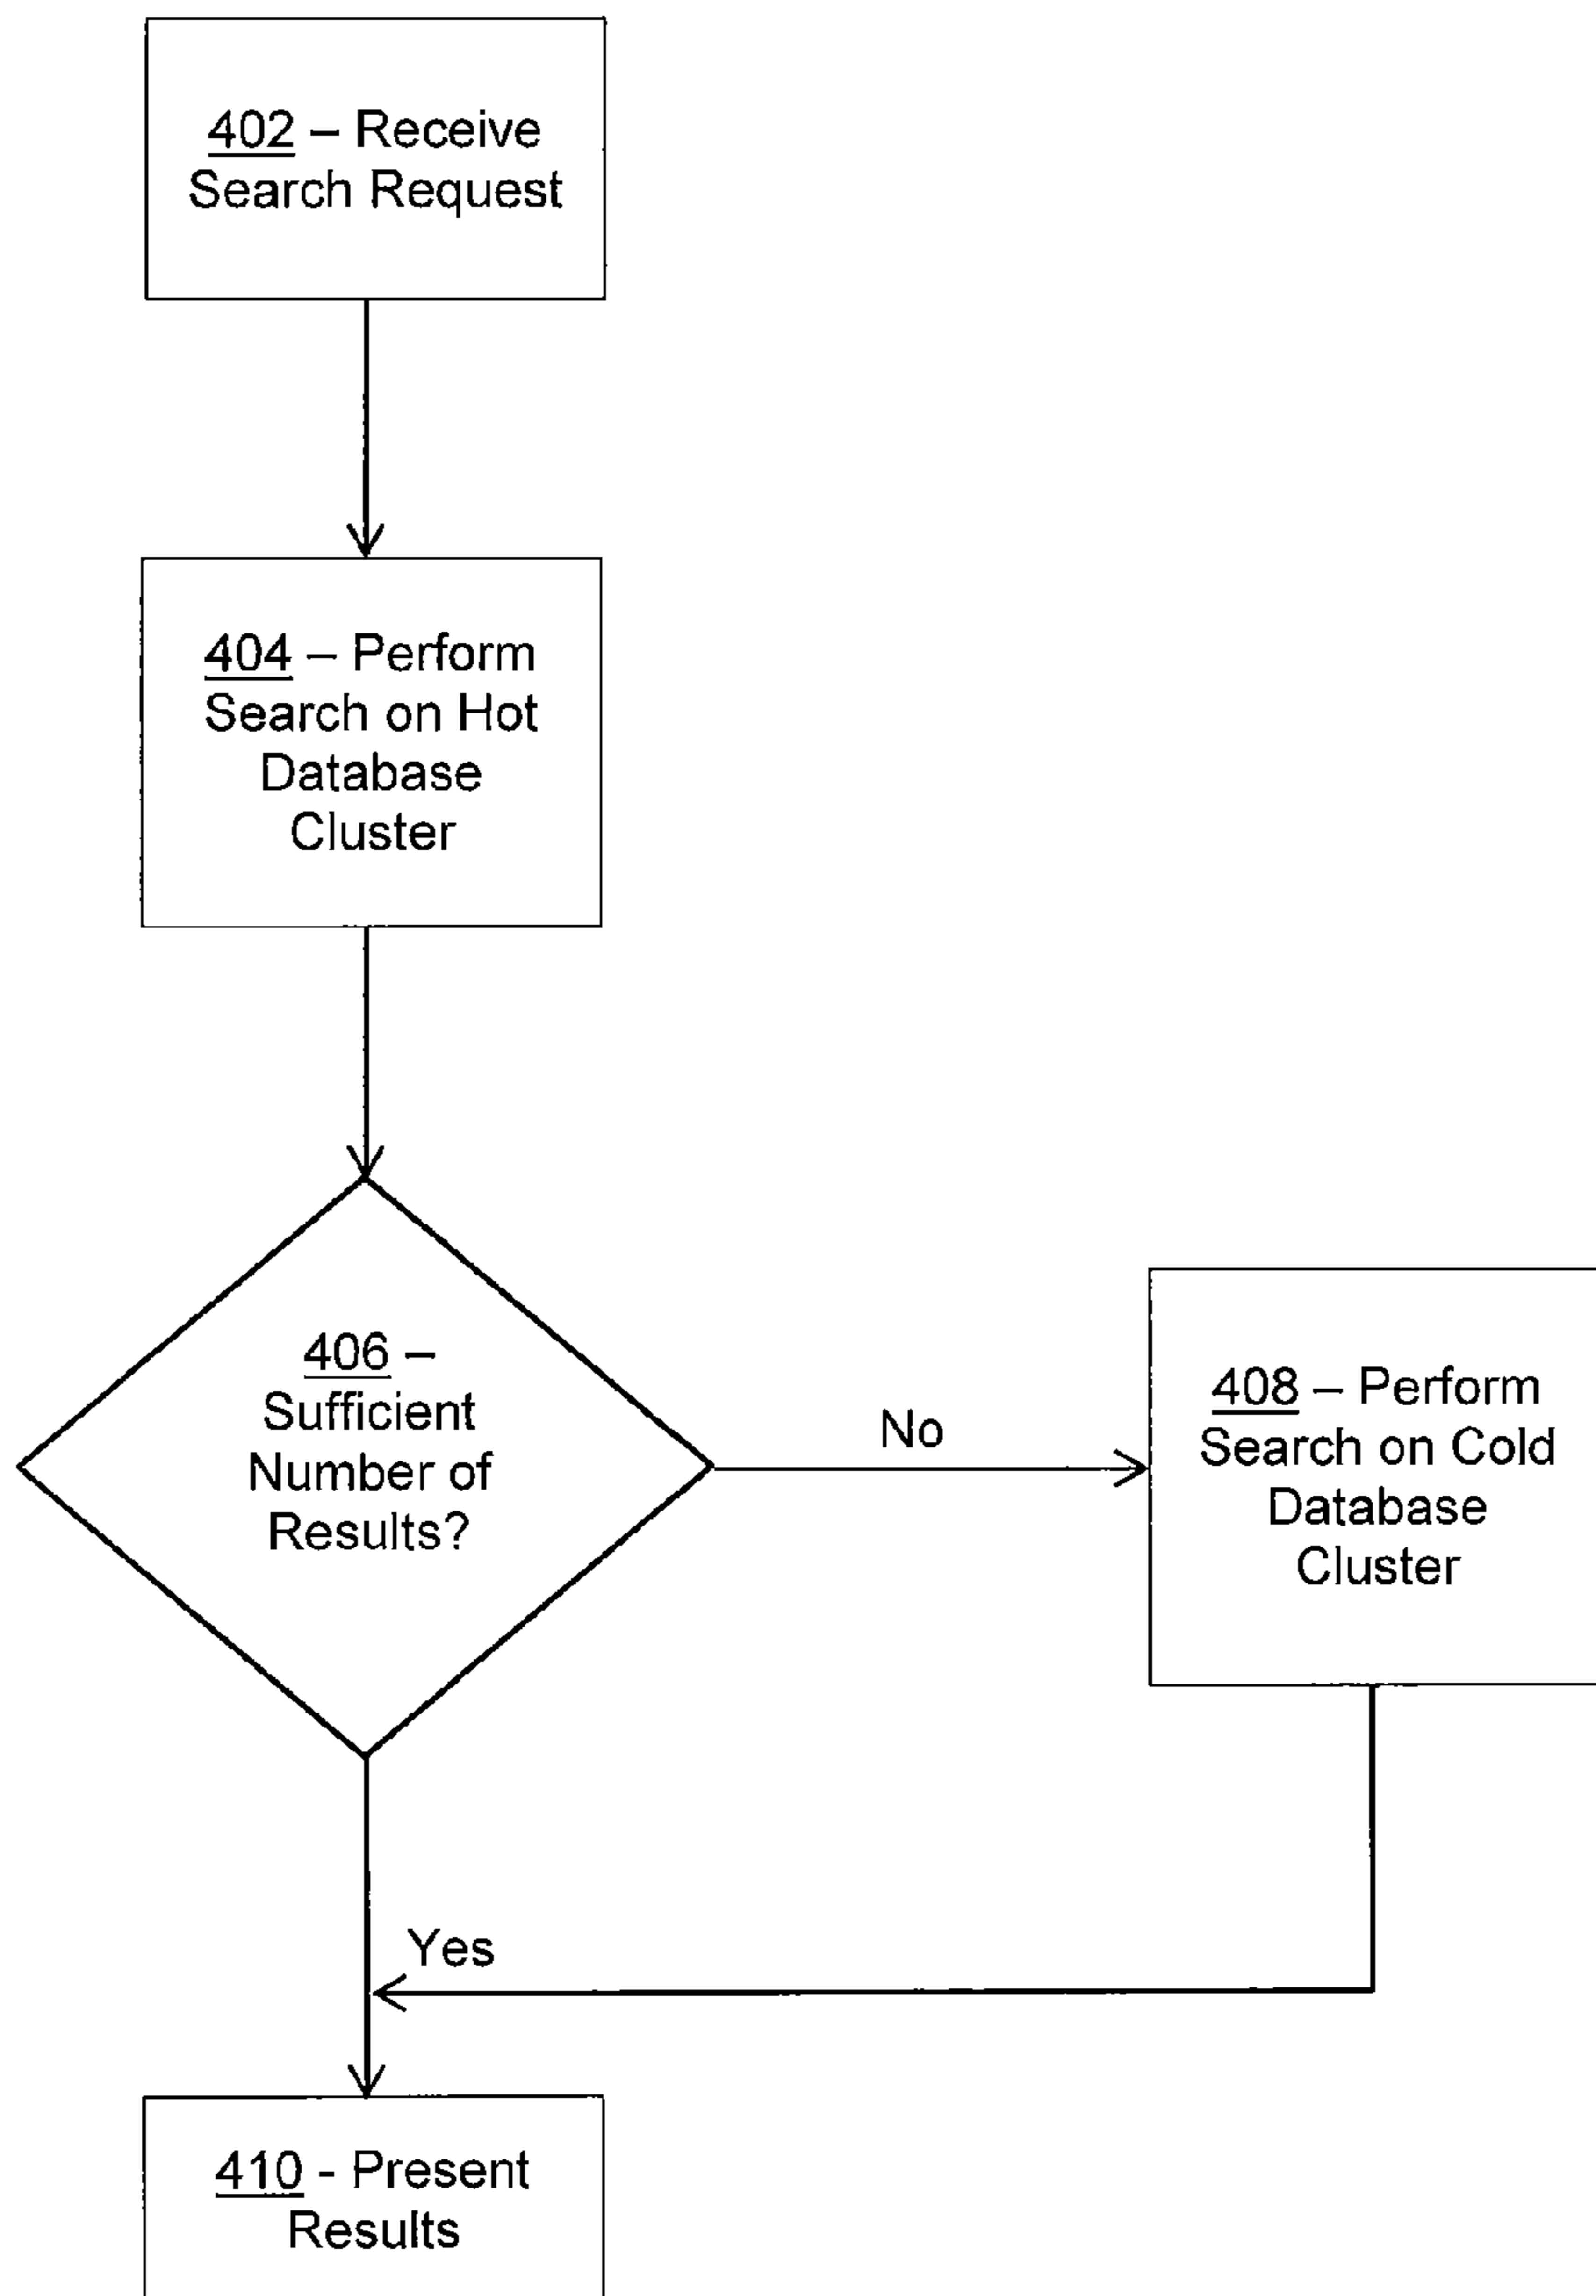 402 – Receive
Search Request
404 – Perform
Search on Hot
Database
Cluster
406 –
Sufficient
Number of
Results?
No
408 – Perform
Search on Cold
Database
Cluster
Yes
410 - Present
Results